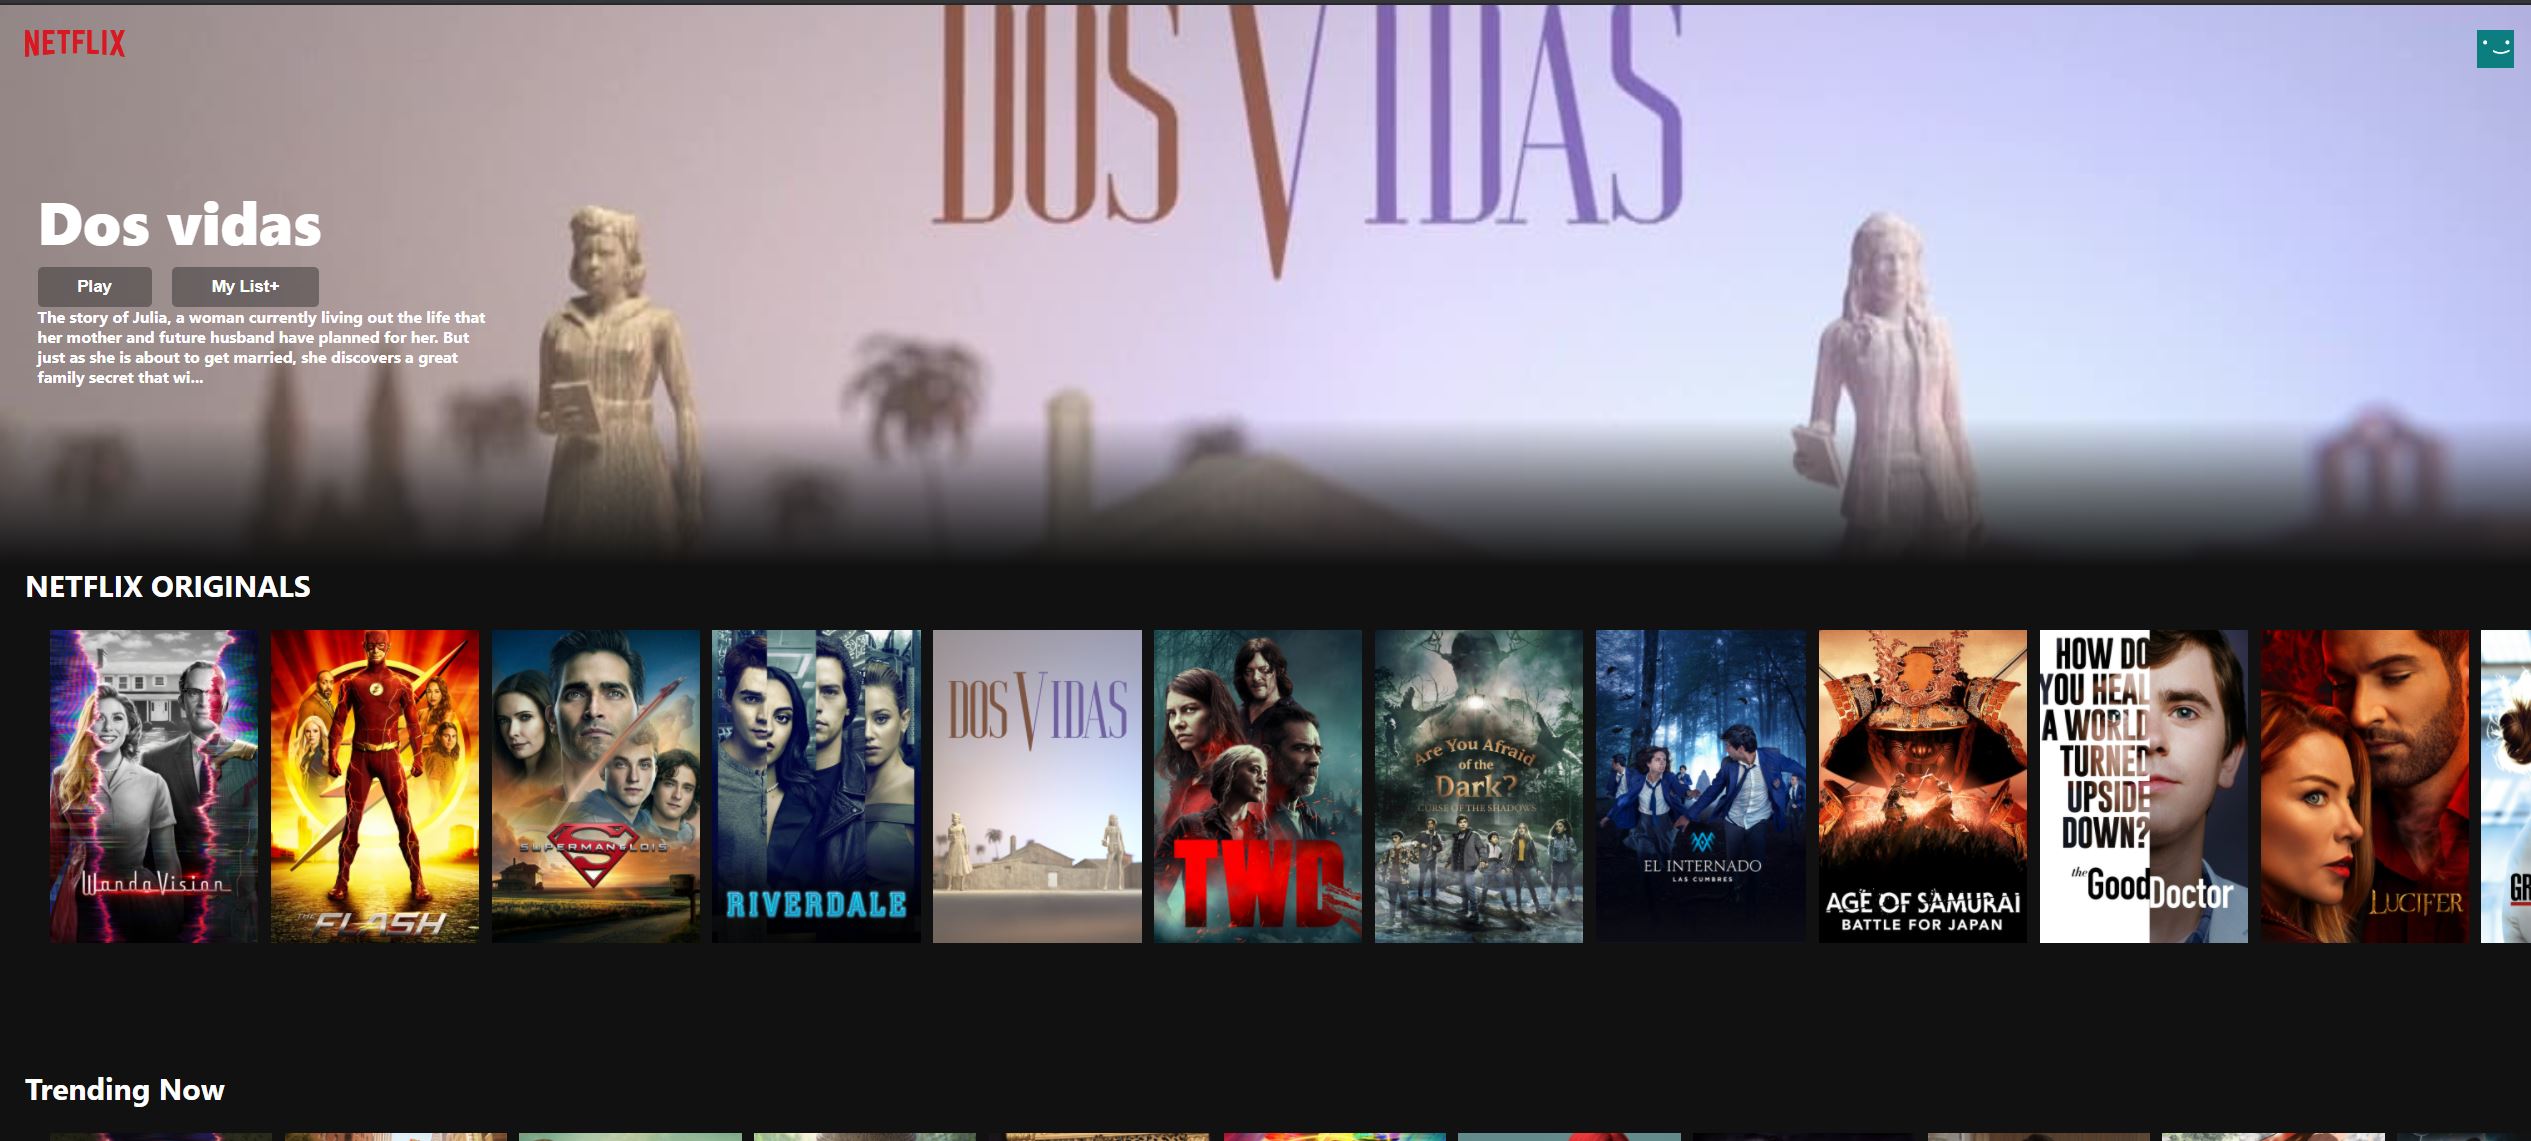 NETFLIX
DOS VIDAS
Dos vidas
Play
My List+
The story of Julia, a woman currently living out the life that
her mother and future husband have planned for her. But
just as she is about to get married, she discovers a great
family secret that wi...
NETFLIX ORIGINALS
WandaVision
THE
FLASH
SUPERMAN & LOIS
RIVERDALE
DOS VIDAS
TWD
Are You Afraid
of the
Dark?
CURSE OF THE SHADOWS
EL INTERNADO
LAS CUMBRES
AGE OF SAMURAI
BATTLE FOR JAPAN
HOW DO
YOU HEAL
A WORLD
TURNED
UPSIDE
DOWN?
the Good Doctor
LUCIFER
GR
Trending Now